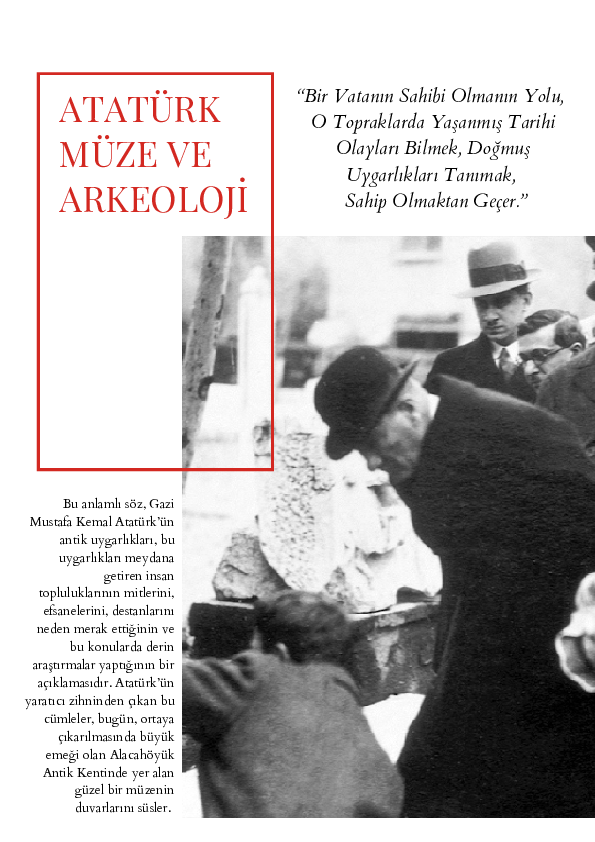 ATATÜRK
MÜZE VE
ARKEOLOJİ
“Bir Vatanın Sahibi Olmanın Yolu,
O Topraklarda Yaşanmış Tarihi
Olayları Bilmek, Doğmuş
Uygarlıkları Tanımak,
Sahip Olmaktan Geçer.”
Bu anlamlı söz, Gazi
Mustafa Kemal Atatürk’ün
antik uygarlıkları, bu
uygarlıkları meydana
getiren insan
topluluklarının mitlerini,
efsanelerini, destanlarını
neden merak ettiğinin ve
bu konularda derin
araştırmalar yaptığının bir
açıklamasıdır. Atatürk’ün
yaratıcı zihninden çıkan bu
cümleler, bugün, ortaya
çıkarılmasında büyük
emeği olan Alacahöyük
Antik Kentinde yer alan
güzel bir müzenin
duvarlarını süsler.